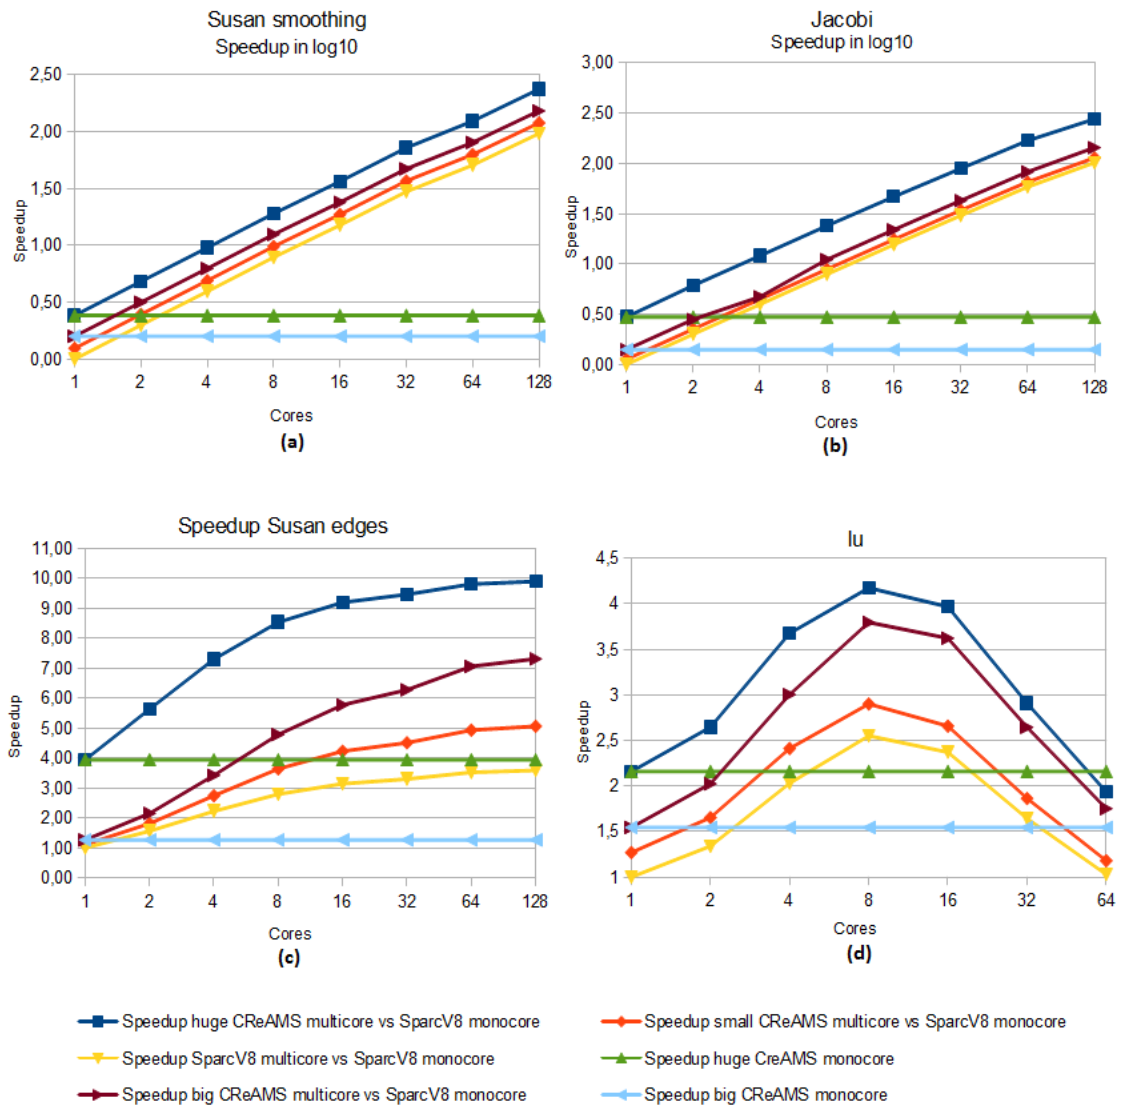 Susan smoothing
Speedup in log10
2,50
2,00
1,50
1,00
0,50
0,00
Speedup
1 2 4 8 16 32 64 128
Cores
(a)
Jacobi
Speedup in log10
3,00
2,50
2,00
1,50
1,00
0,50
0,00
Speedup
1 2 4 8 16 32 64 128
Cores
(b)
Speedup Susan edges
11,00
10,00
9,00
8,00
7,00
6,00
5,00
4,00
3,00
2,00
1,00
0,00
Speedup
1 2 4 8 16 32 64 128
Cores
(c)
lu
4,5
4
3,5
3
2,5
2
1,5
1
Speedup
1 2 4 8 16 32 64
Cores
(d)
Speedup huge CReAMS multicore vs SparcV8 monocore
Speedup small CReAMS multicore vs SparcV8 monocore
Speedup SparcV8 multicore vs SparcV8 monocore
Speedup huge CreAMS monocore
Speedup big CReAMS multicore vs SparcV8 monocore
Speedup big CReAMS monocore